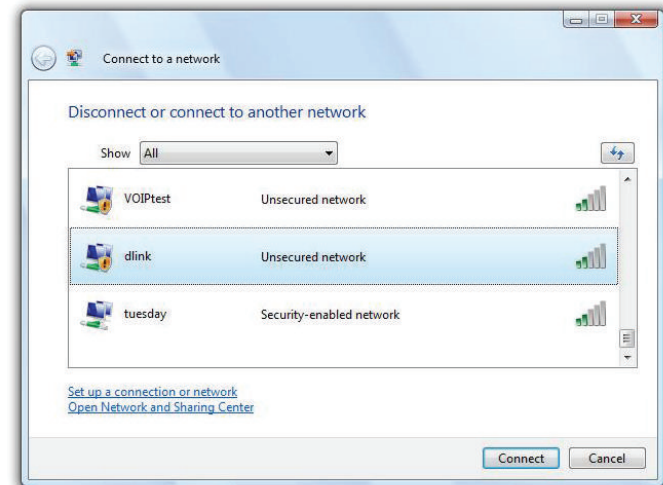 Connect to a network
Disconnect or connect to another network
Show All
VOIPtest Unsecured network
dlink Unsecured network
tuesday Security-enabled network
Set up a connection or network
Open Network and Sharing Center
Connect Cancel